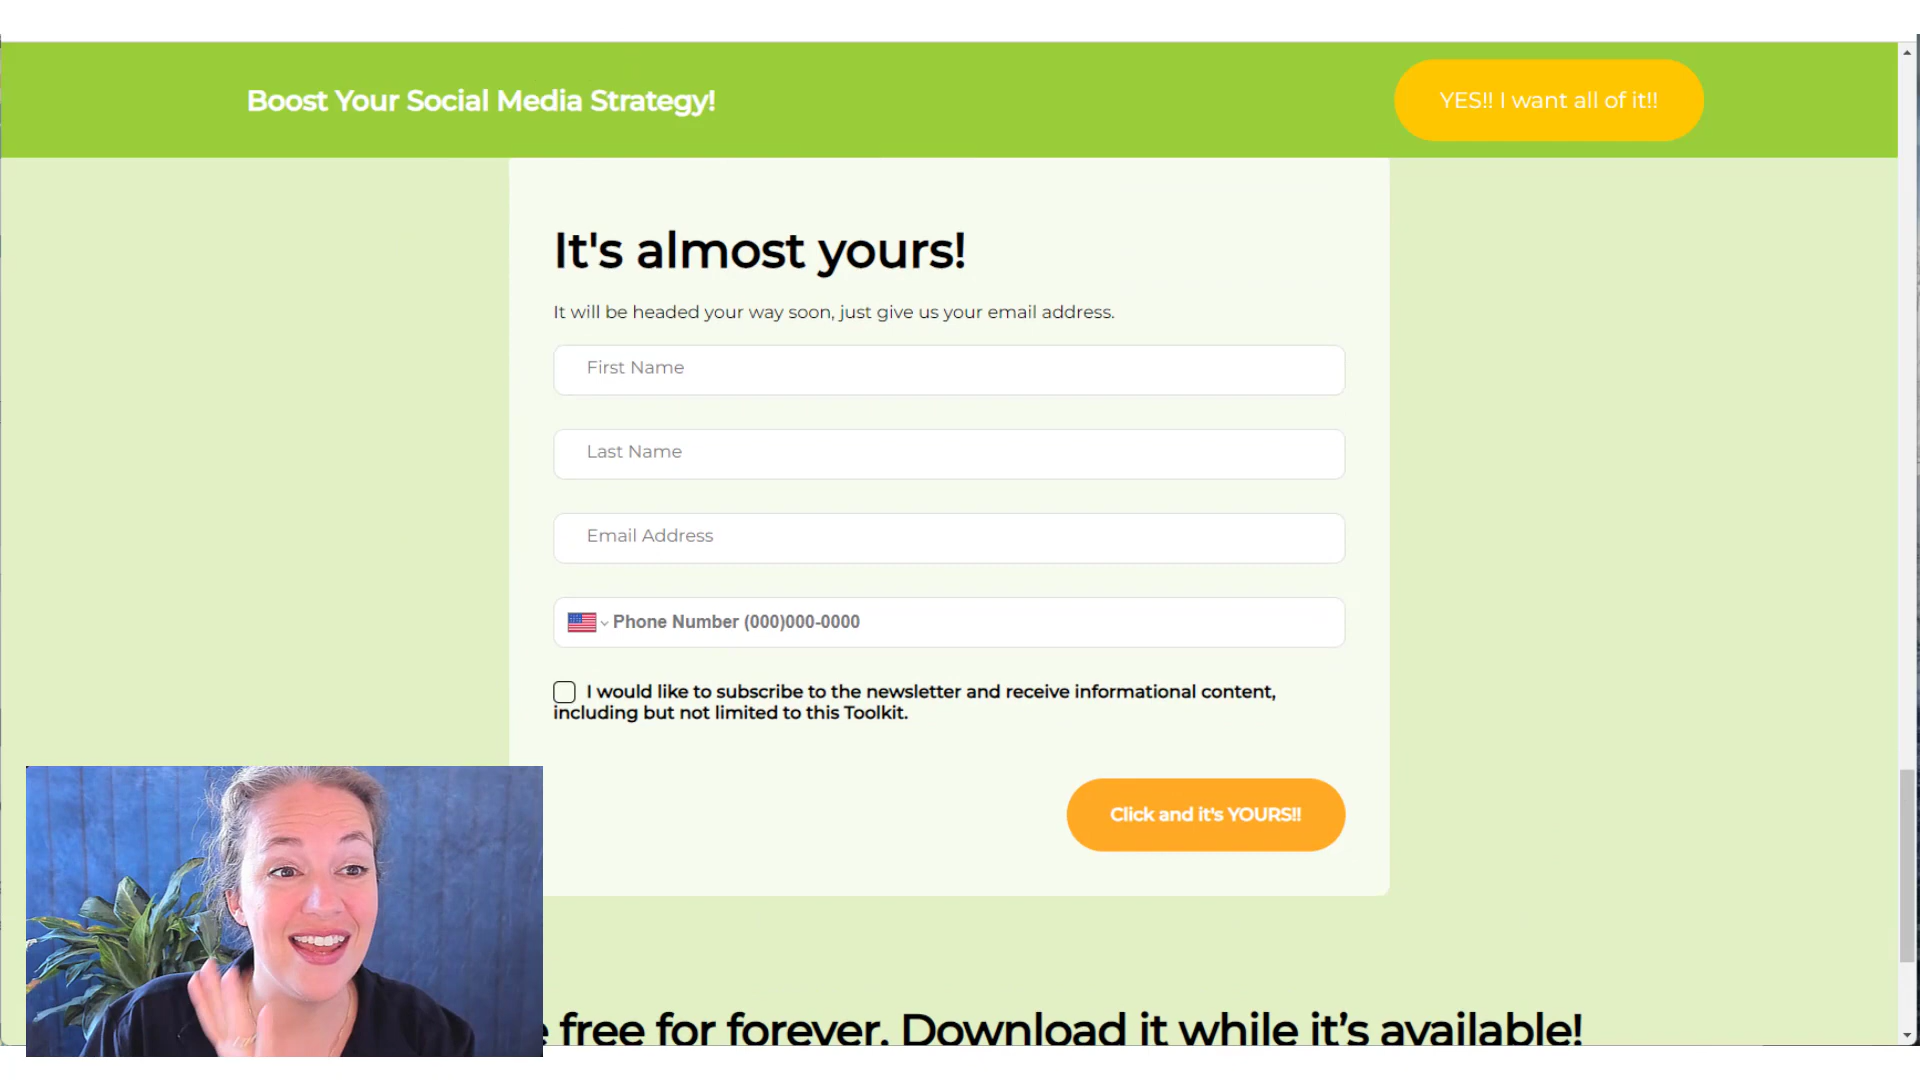 Boost Your Social Media Strategy!
YES!! I want all of it!!
It's almost yours!
It will be headed your way soon, just give us your email address.
First Name
Last Name
Email Address
Phone Number (000)000-0000
I would like to subscribe to the newsletter and receive informational content,
including but not limited to this Toolkit.
Click and it's YOURS!!
free for forever. Download it while it’s available!